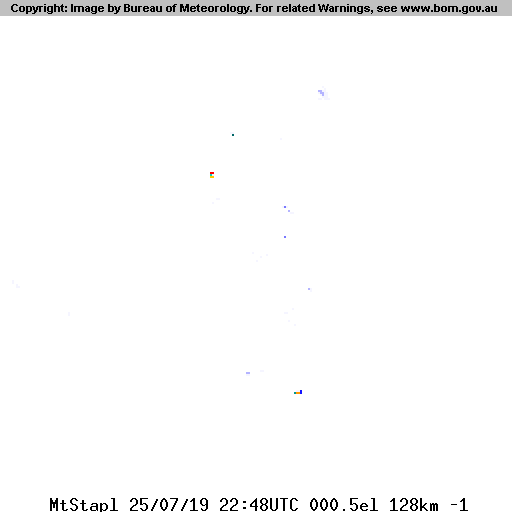 Copyright: Image by Bureau of Meteorology. For related Warnings, see www.bom.gov.au
MtStapl 25/07/19 22:48UTC 000.5el 128km -1